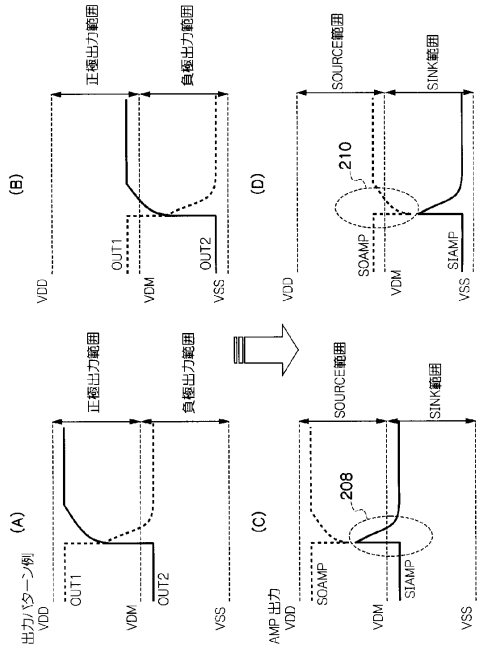 出力パターン例
(A)
VDD
OUT1
正極出力範囲
VDM
OUT2
負極出力範囲
VSS
(B)
VDD
OUT1
正極出力範囲
VDM
OUT2
負極出力範囲
VSS
AMP 出力
(C)
VDD
SOAMP
SOURCE範囲
208
VDM
SIAMP
SINK範囲
VSS
(D)
VDD
210
SOAMP
SOURCE範囲
VDM
SIAMP
SINK範囲
VSS